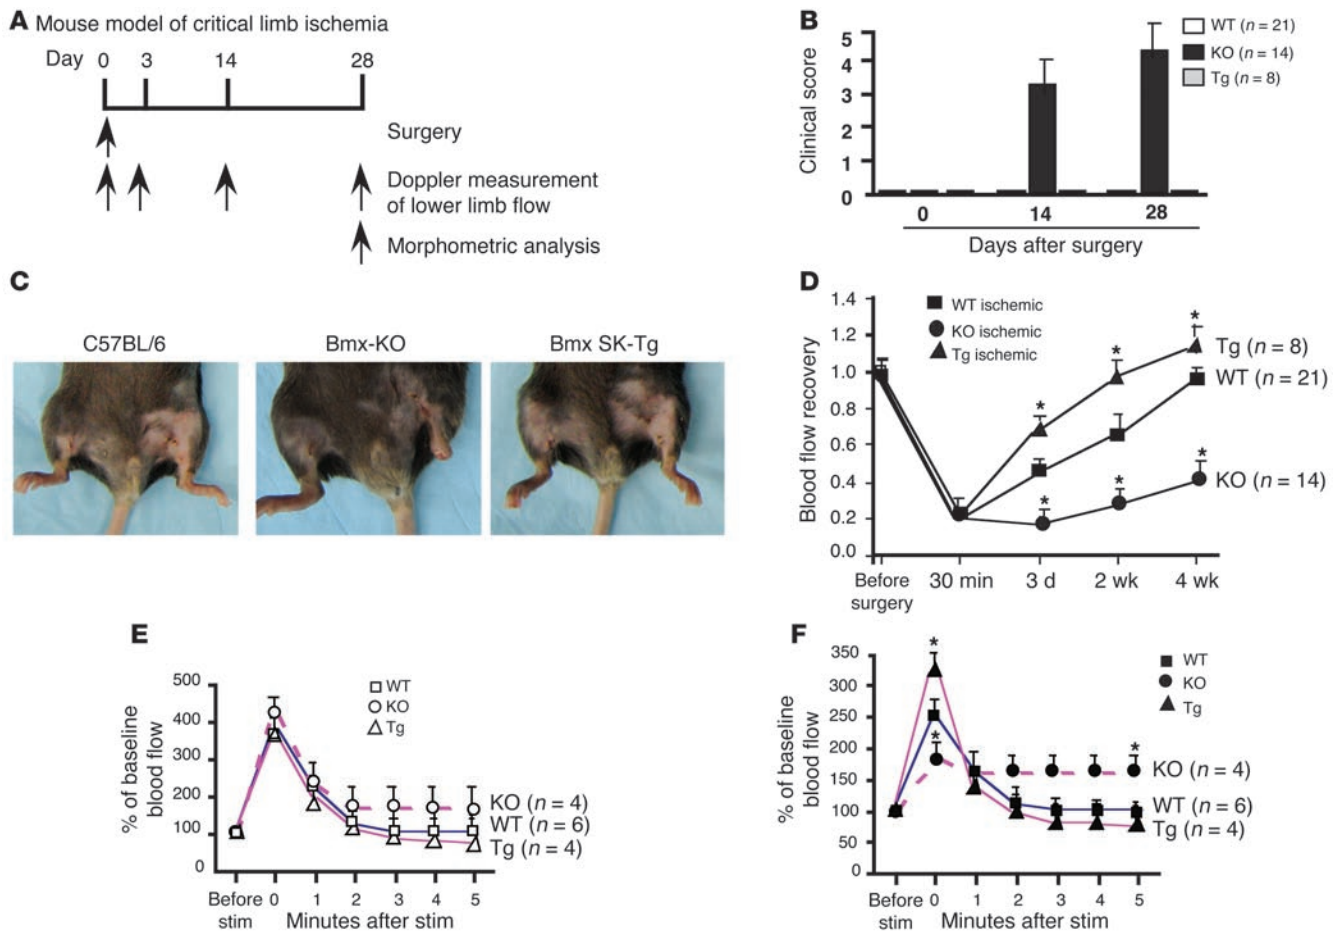 A Mouse model of critical limb ischemia
Day 0 3 14 28
Surgery
Doppler measurement
of lower limb flow
Morphometric analysis
B
Clinical score
5
4
3
2
1
0
0 14 28
Days after surgery
WT (n = 21)
KO (n = 14)
Tg (n = 8)
C
C57BL/6 Bmx-KO Bmx SK-Tg
D
Blood flow recovery
1.4
1.2
1.0
0.8
0.6
0.4
0.2
0.0
WT ischemic
KO ischemic
Tg ischemic
* * *
* * *
Tg (n = 8)
WT (n = 21)
KO (n = 14)
Before
surgery
30 min 3 d 2 wk 4 wk
E
% of baseline
blood flow
500
400
300
200
100
0
WT
KO
Tg
KO (n = 4)
WT (n = 6)
Tg (n = 4)
Before
stim
0 1 2 3 4 5
Minutes after stim
F
% of baseline
blood flow
350
300
250
200
150
100
50
0
* * *
WT
KO
Tg
KO (n = 4)
WT (n = 6)
Tg (n = 4)
Before
stim
0 1 2 3 4 5
Minutes after stim